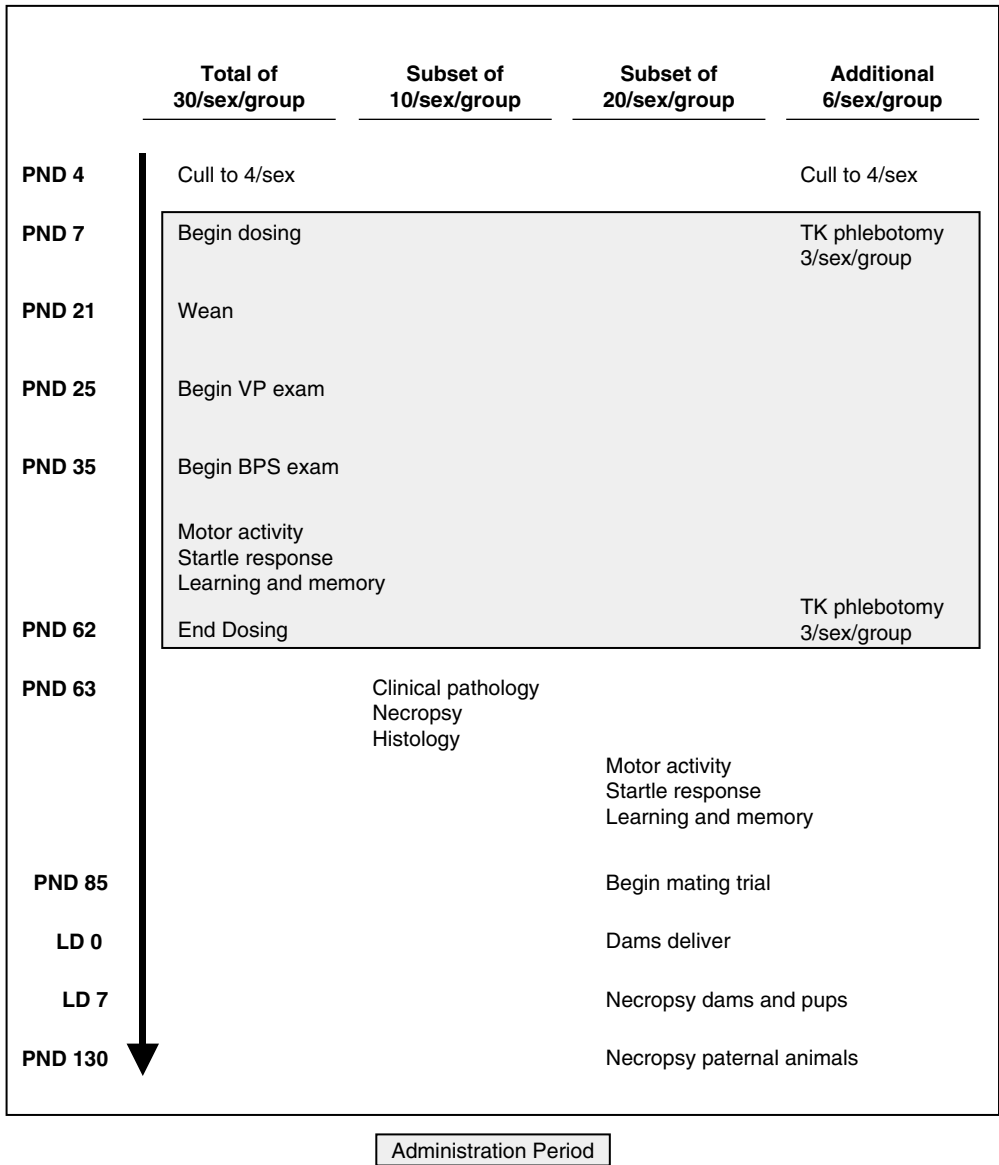 Total of
30/sex/group
Subset of
10/sex/group
Subset of
20/sex/group
Additional
6/sex/group
PND 4
Cull to 4/sex
Cull to 4/sex
PND 7
Begin dosing
TK phlebotomy
3/sex/group
PND 21
Wean
PND 25
Begin VP exam
PND 35
Begin BPS exam
Motor activity
Startle response
Learning and memory
PND 62
End Dosing
TK phlebotomy
3/sex/group
PND 63
Clinical pathology
Necropsy
Histology
Motor activity
Startle response
Learning and memory
PND 85
Begin mating trial
LD 0
Dams deliver
LD 7
Necropsy dams and pups
PND 130
Necropsy paternal animals
Administration Period